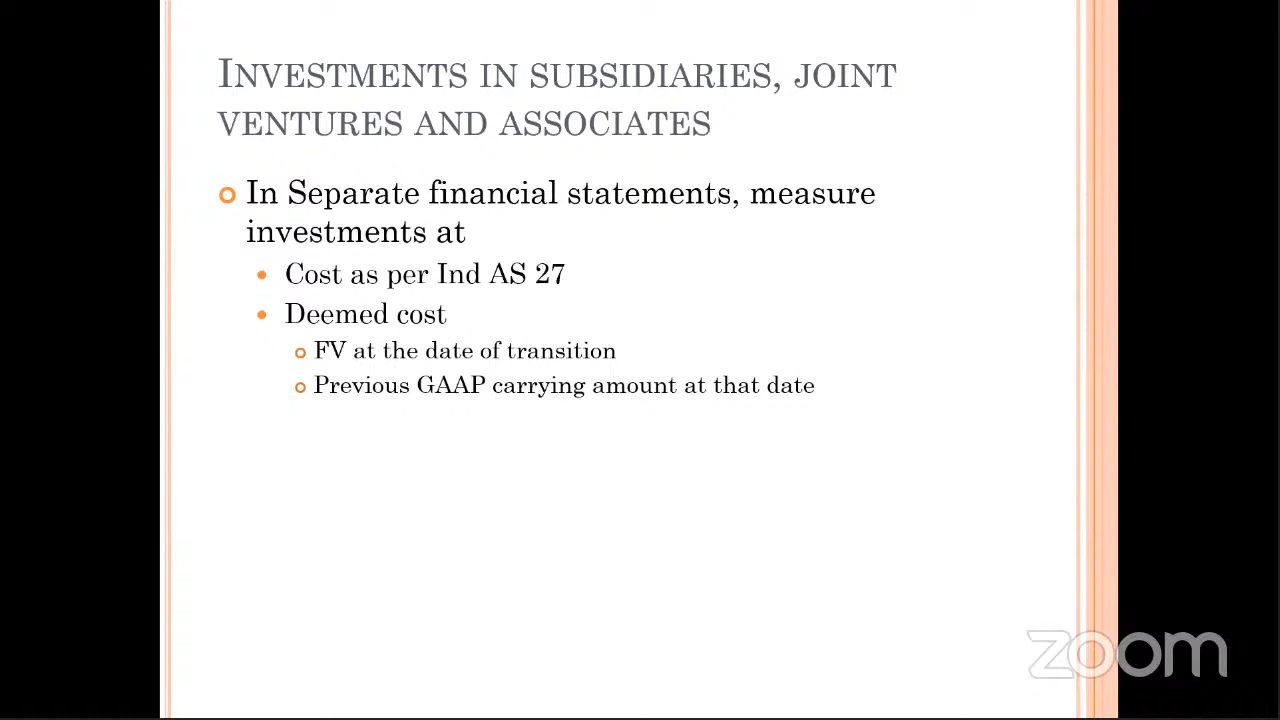 INVESTMENTS IN SUBSIDIARIES, JOINT
VENTURES AND ASSOCIATES
In Separate financial statements, measure
investments at
Cost as per Ind AS 27
Deemed cost
FV at the date of transition
Previous GAAP carrying amount at that date
zoom